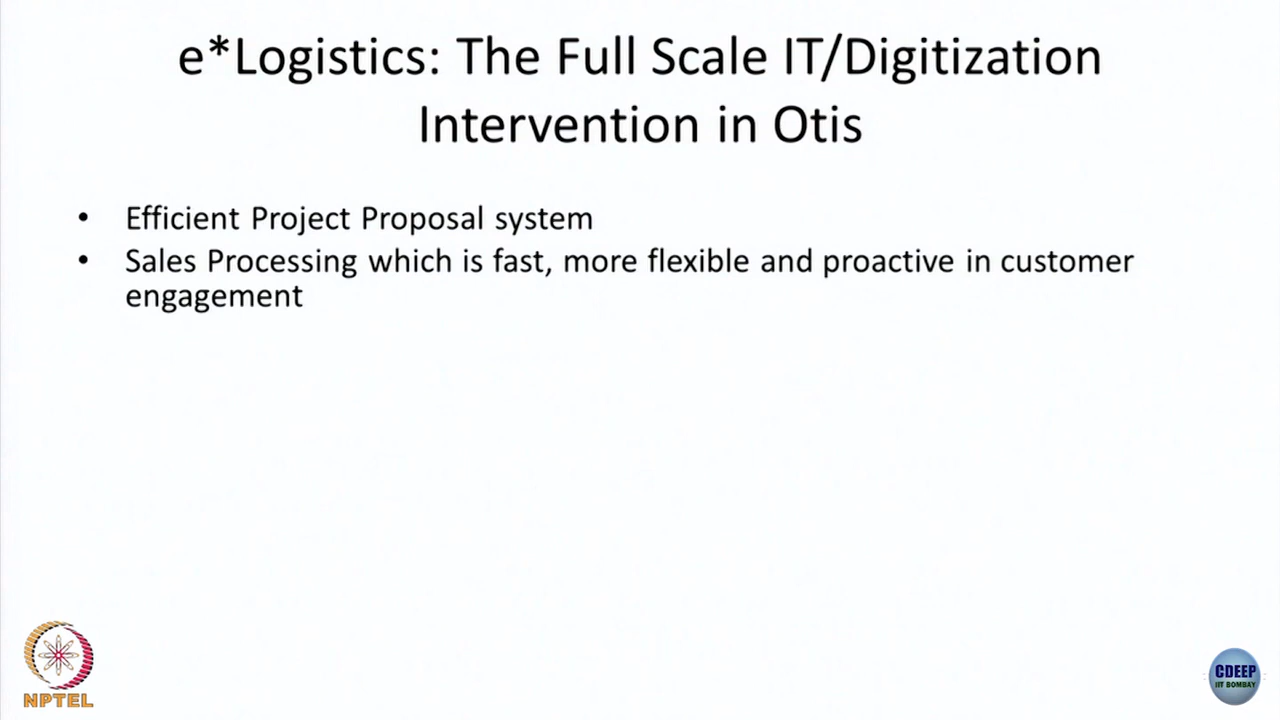 e*Logistics: The Full Scale IT/Digitization
Intervention in Otis
• Efficient Project Proposal system
• Sales Processing which is fast, more flexible and proactive in customer
engagement
NPTEL
CDEEP
IIT BOMBAY